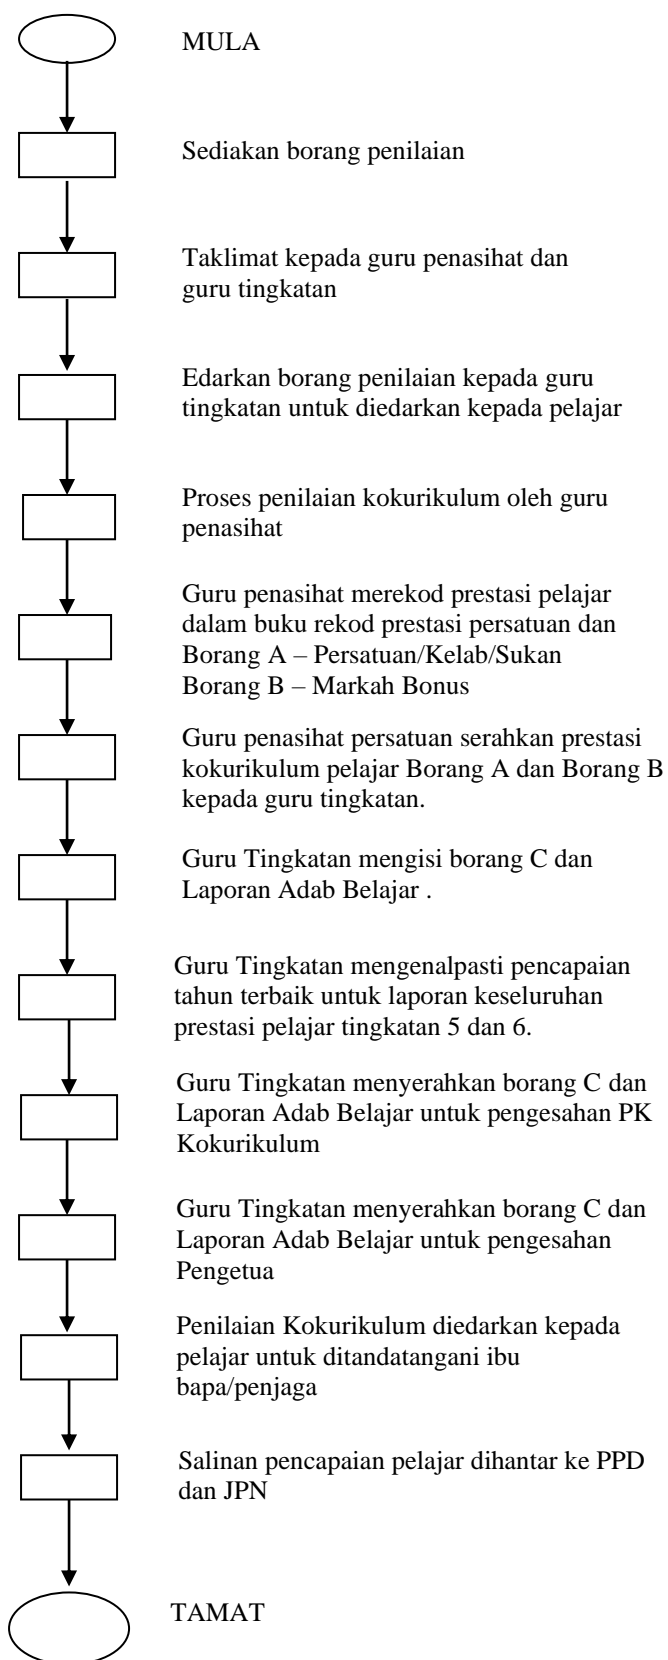 MULA
Sediakan borang penilaian
Taklimat kepada guru penasihat dan
guru tingkatan
Edarkan borang penilaian kepada guru
tingkatan untuk diedarkan kepada pelajar
Proses penilaian kokurikulum oleh guru
penasihat
Guru penasihat merekod prestasi pelajar
dalam buku rekod prestasi persatuan dan
Borang A – Persatuan/Kelab/Sukan
Borang B – Markah Bonus
Guru penasihat persatuan serahkan prestasi
kokurikulum pelajar Borang A dan Borang B
kepada guru tingkatan.
Guru Tingkatan mengisi borang C dan
Laporan Adab Belajar .
Guru Tingkatan mengenalpasti pencapaian
tahun terbaik untuk laporan keseluruhan
prestasi pelajar tingkatan 5 dan 6.
Guru Tingkatan menyerahkan borang C dan
Laporan Adab Belajar untuk pengesahan PK
Kokurikulum
Guru Tingkatan menyerahkan borang C dan
Laporan Adab Belajar untuk pengesahan
Pengetua
Penilaian Kokurikulum diedarkan kepada
pelajar untuk ditandatangani ibu
bapa/penjaga
Salinan pencapaian pelajar dihantar ke PPD
dan JPN
TAMAT